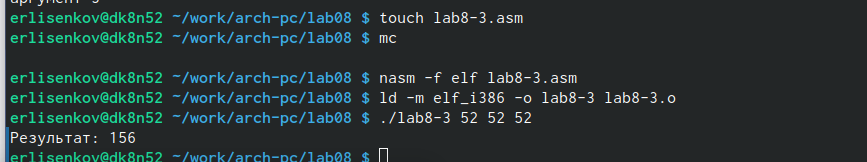 аргумент 3
erlisenkov@dk8n52 ~/work/arch-pc/lab08 $ touch lab8-3.asm
erlisenkov@dk8n52 ~/work/arch-pc/lab08 $ mc
erlisenkov@dk8n52 ~/work/arch-pc/lab08 $ nasm -f elf lab8-3.asm
erlisenkov@dk8n52 ~/work/arch-pc/lab08 $ ld -m elf_i386 -o lab8-3 lab8-3.o
erlisenkov@dk8n52 ~/work/arch-pc/lab08 $ ./lab8-3 52 52 52
Результат: 156
erlisenkov@dk8n52 ~/work/arch-pc/lab08 $